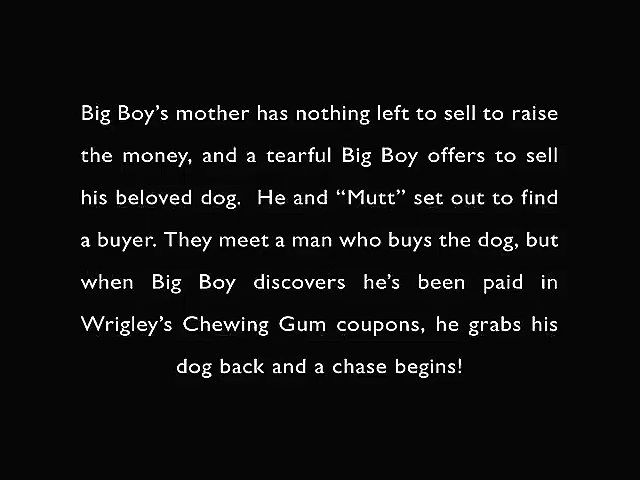 Big Boy’s mother has nothing left to sell to raise
the money, and a tearful Big Boy offers to sell
his beloved dog.  He and “Mutt” set out to find
a buyer. They meet a man who buys the dog, but
when Big Boy discovers he’s been paid in
Wrigley’s Chewing Gum coupons, he grabs his
dog back and a chase begins!